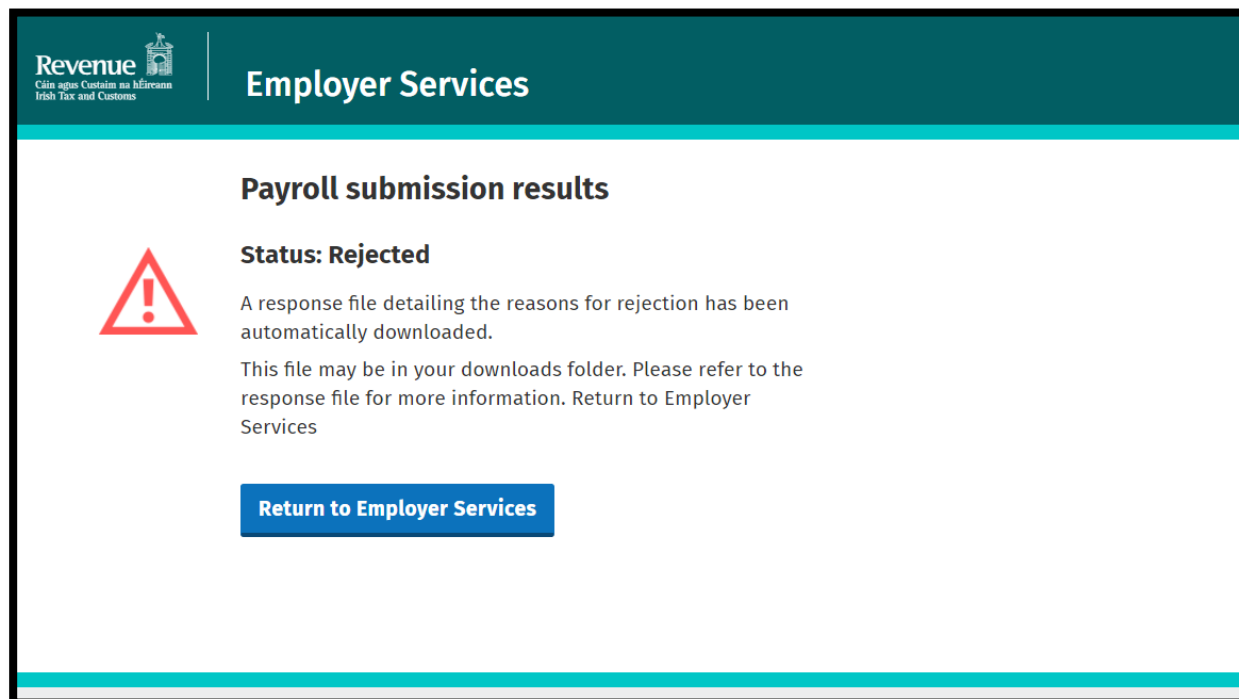 Revenue
Cáin agus Custaim na hÉireann
Irish Tax and Customs
Employer Services
Payroll submission results
Status: Rejected
A response file detailing the reasons for rejection has been
automatically downloaded.
This file may be in your downloads folder. Please refer to the
response file for more information. Return to Employer
Services
Return to Employer Services